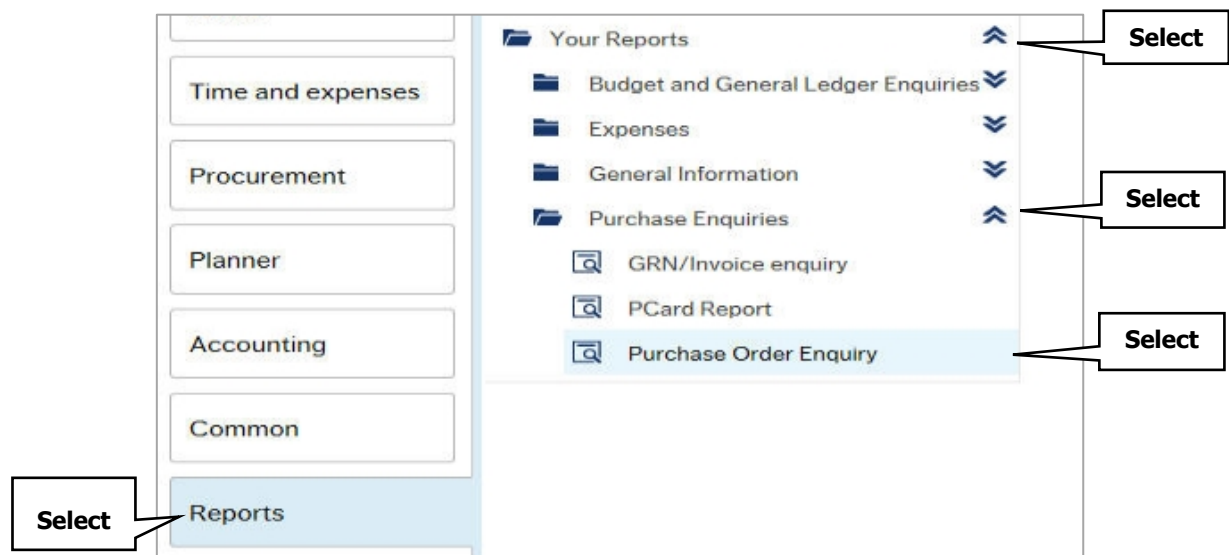 Your Reports
Select
Time and expenses
Budget and General Ledger Enquiries
Expenses
Procurement
General Information
Select
Purchase Enquiries
Planner
GRN/Invoice enquiry
PCard Report
Accounting
Purchase Order Enquiry
Select
Common
Reports
Select